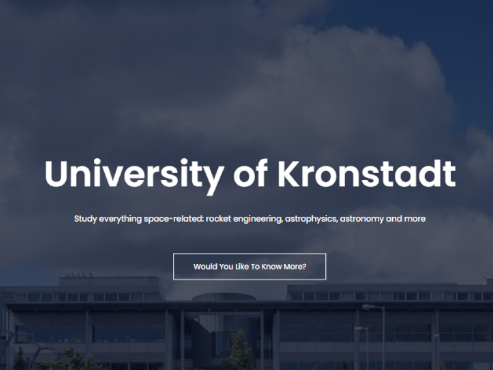 University of Kronstadt
Study everything space-related: rocket engineering, astrophysics, astronomy and more
Would You Like To Know More?